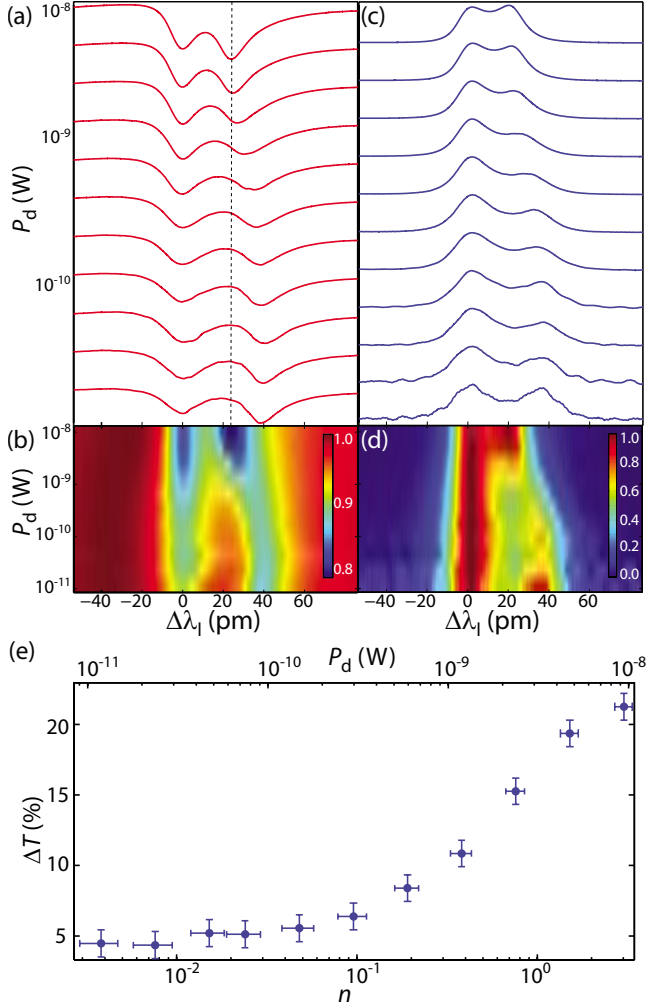 (a) (c)
10⁻⁸
10⁻⁹
P_d (W)
10⁻¹⁰
(b) (d)
10⁻⁸
10⁻⁹
P_d (W)
10⁻¹⁰
10⁻¹¹
1.0
0.9
0.8
1.0
0.8
0.6
0.4
0.2
0.0
−40 −20 0 20 40 60
−40 −20 0 20 40 60
Δλ_l (pm) Δλ_l (pm)
(e)
P_d (W)
10⁻¹¹ 10⁻¹⁰ 10⁻⁹ 10⁻⁸
20
15
10
5
ΔT (%)
10⁻² 10⁻¹ 10⁰
n